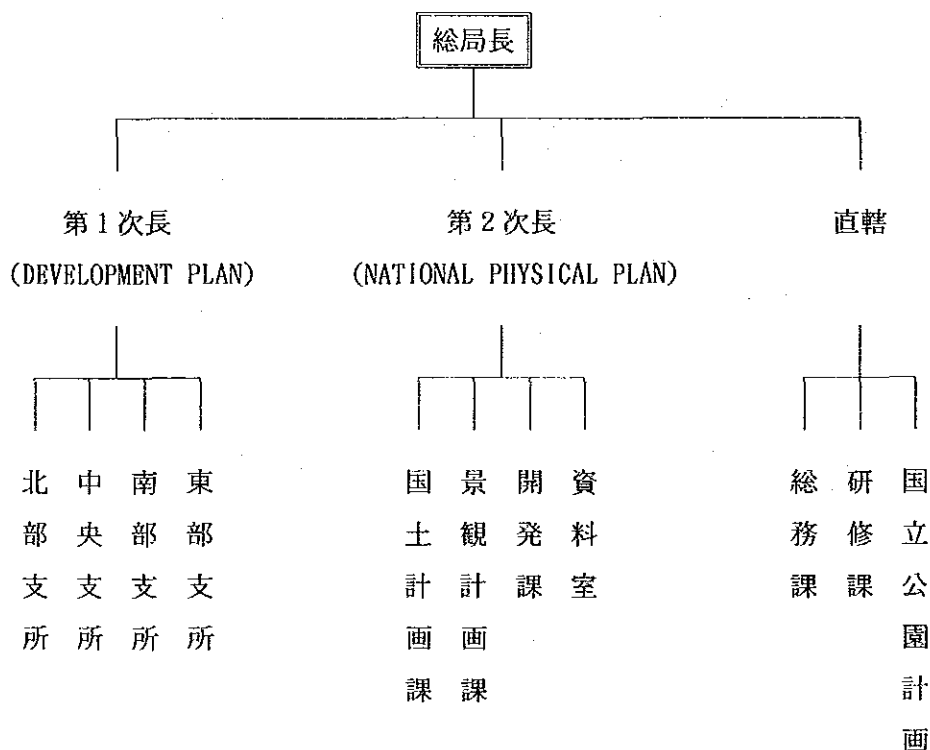 総局長
第1次長
(DEVELOPMENT PLAN)
第2次長
(NATIONAL PHYSICAL PLAN)
直轄
北部支所
中央支所
南部支所
東部支所
国土計画課
景観計画課
開発課
資料室
総務課
研修課
国立公園計画